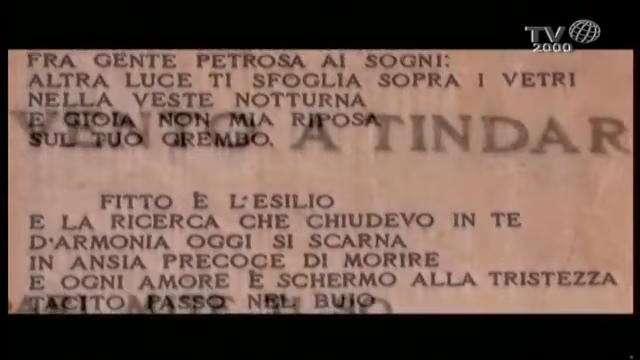 TV
2000
FRA GENTE PETROSA AI SOGNI:
ALTRA LUCE TI SFOGLIA SOPRA I VETRI
NELLA VESTE NOTTURNA
E GIOIA NON MIA RIPOSA
VENTO A TINDAR
SUL TUO GREMBO.
FITTO È L'ESILIO
E LA RICERCA CHE CHIUDEVO IN TE
D'ARMONIA OGGI SI SCARNA
IN ANSIA PRECOCE DI MORIRE
E OGNI AMORE È SCHERMO ALLA TRISTEZZA
TACITO PASSO NEL BUIO